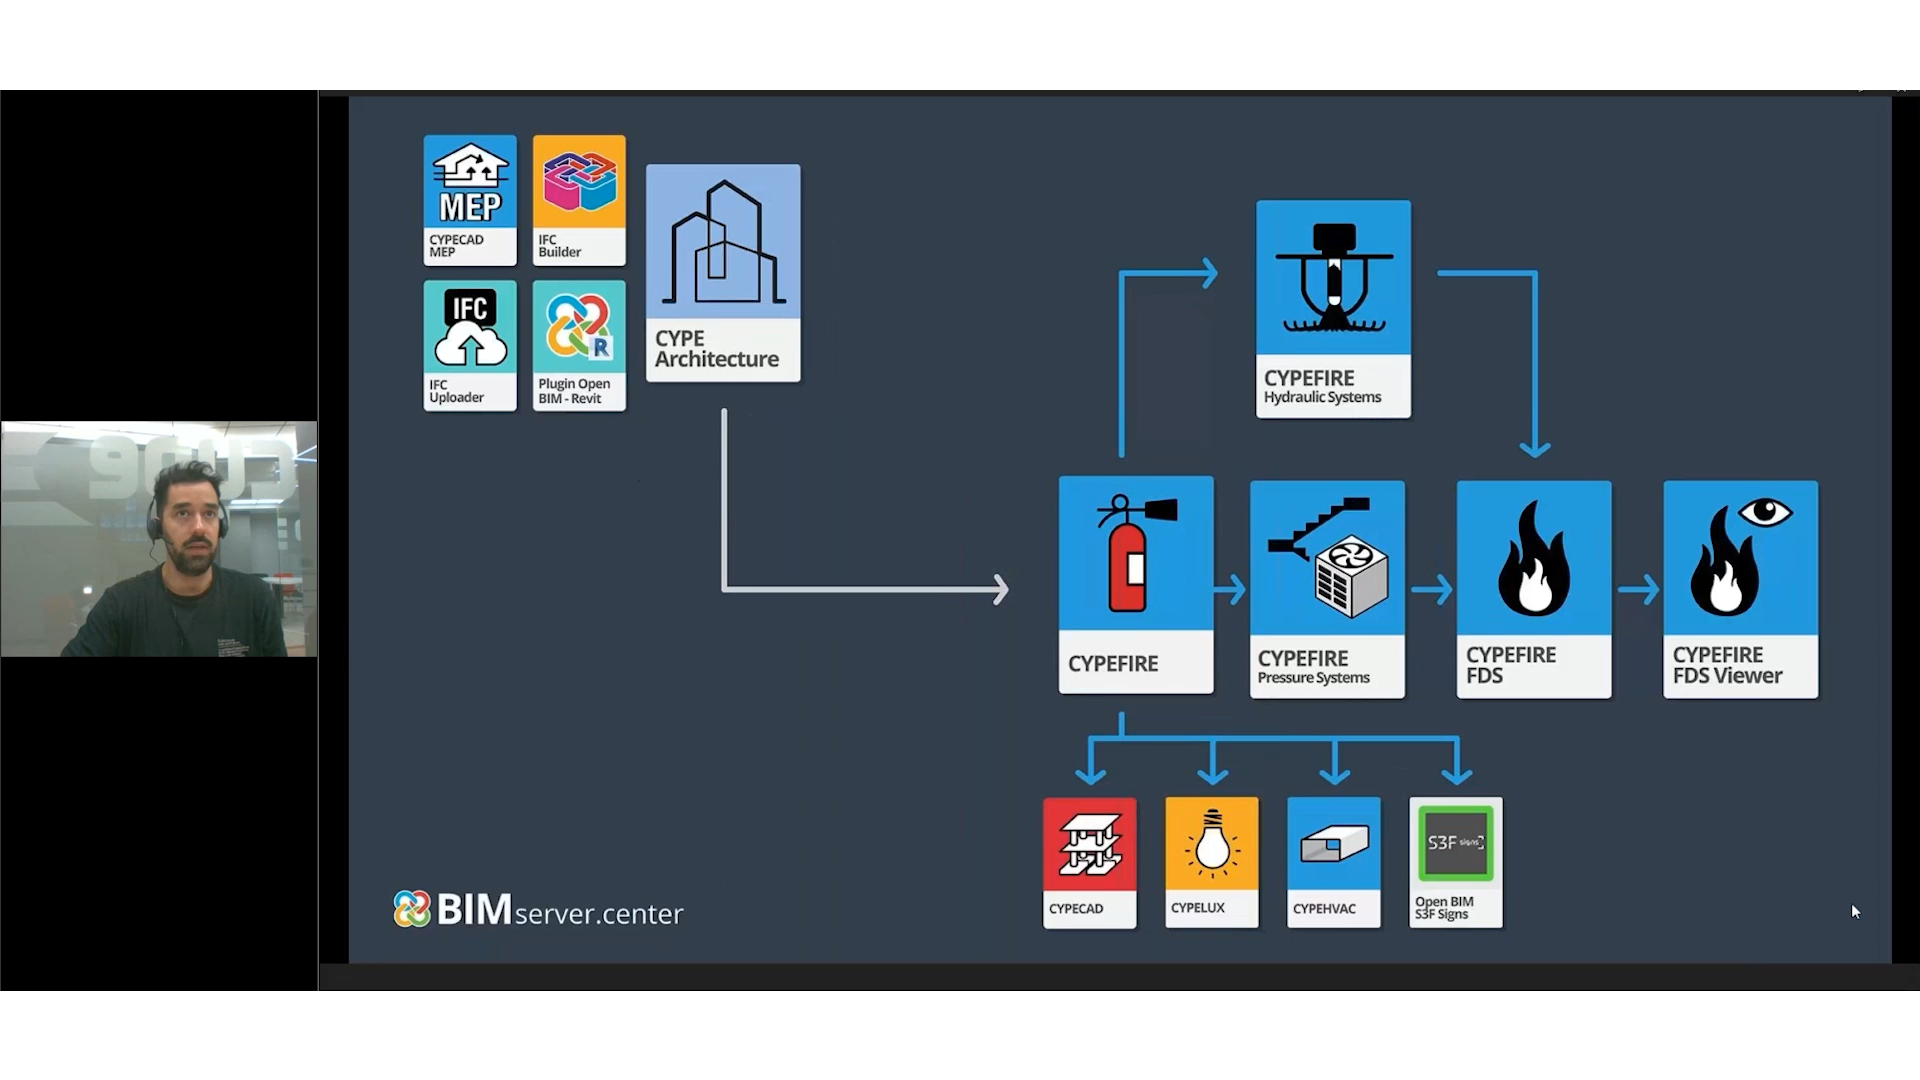 MEP
CYPECAD
MEP
IFC
Builder
IFC
IFC
Uploader
R
Plugin Open
BIM - Revit
CYPE
Architecture
CYPEFIRE
Hydraulic Systems
CYPEFIRE
CYPEFIRE
Pressure Systems
CYPEFIRE
FDS
CYPEFIRE
FDS Viewer
CYPECAD
CYPELUX
CYPEHVAC
S3F signs
Open BIM
S3F Signs
BIMserver.center